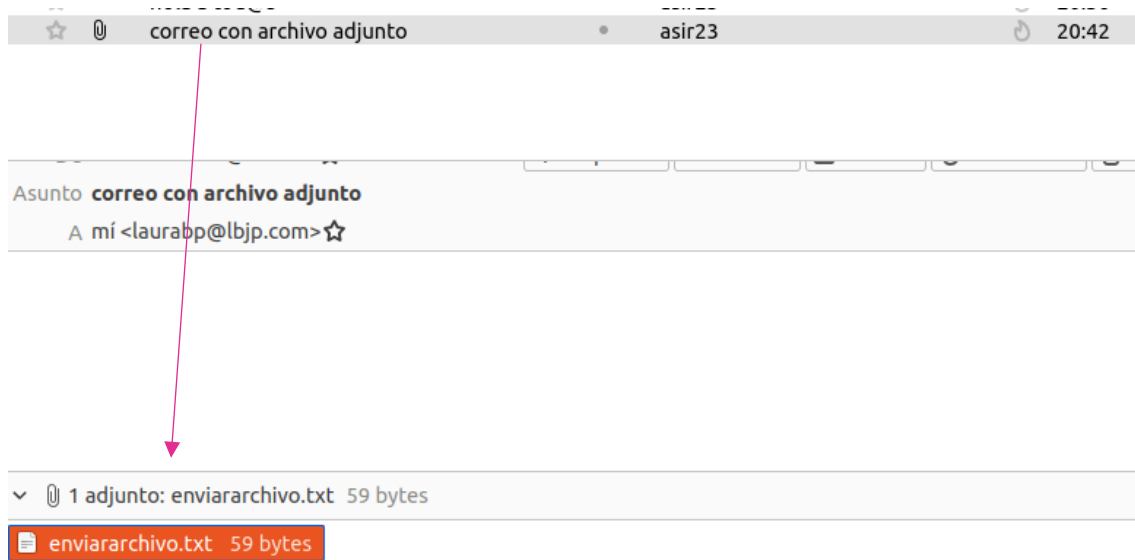 correo con archivo adjunto asir23 20:42
Asunto correo con archivo adjunto
A mí <laurabp@lbjp.com>
1 adjunto: enviararchivo.txt 59 bytes
enviararchivo.txt 59 bytes